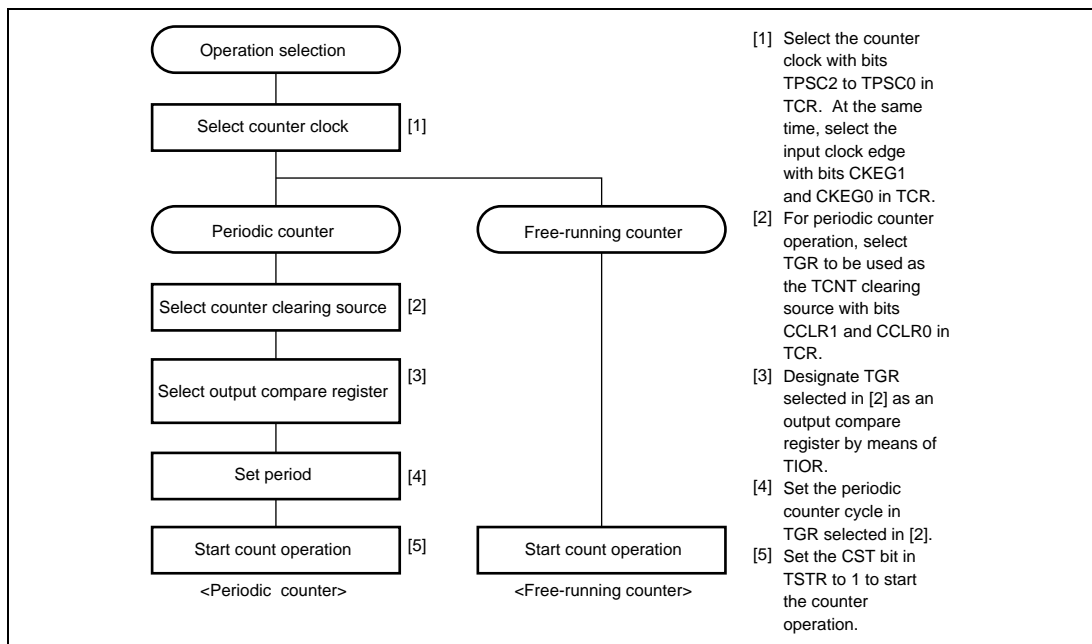 Operation selection
Select counter clock
[1]
Periodic counter
Free-running counter
Select counter clearing source
[2]
Select output compare register
[3]
Set period
[4]
Start count operation
[5]
Start count operation
<Periodic counter>
<Free-running counter>
[1] Select the counter
clock with bits
TPSC2 to TPSC0 in
TCR. At the same
time, select the
input clock edge
with bits CKEG1
and CKEG0 in TCR.
[2] For periodic counter
operation, select
TGR to be used as
the TCNT clearing
source with bits
CCLR1 and CCLR0 in
TCR.
[3] Designate TGR
selected in [2] as an
output compare
register by means of
TIOR.
[4] Set the periodic
counter cycle in
TGR selected in [2].
[5] Set the CST bit in
TSTR to 1 to start
the counter
operation.